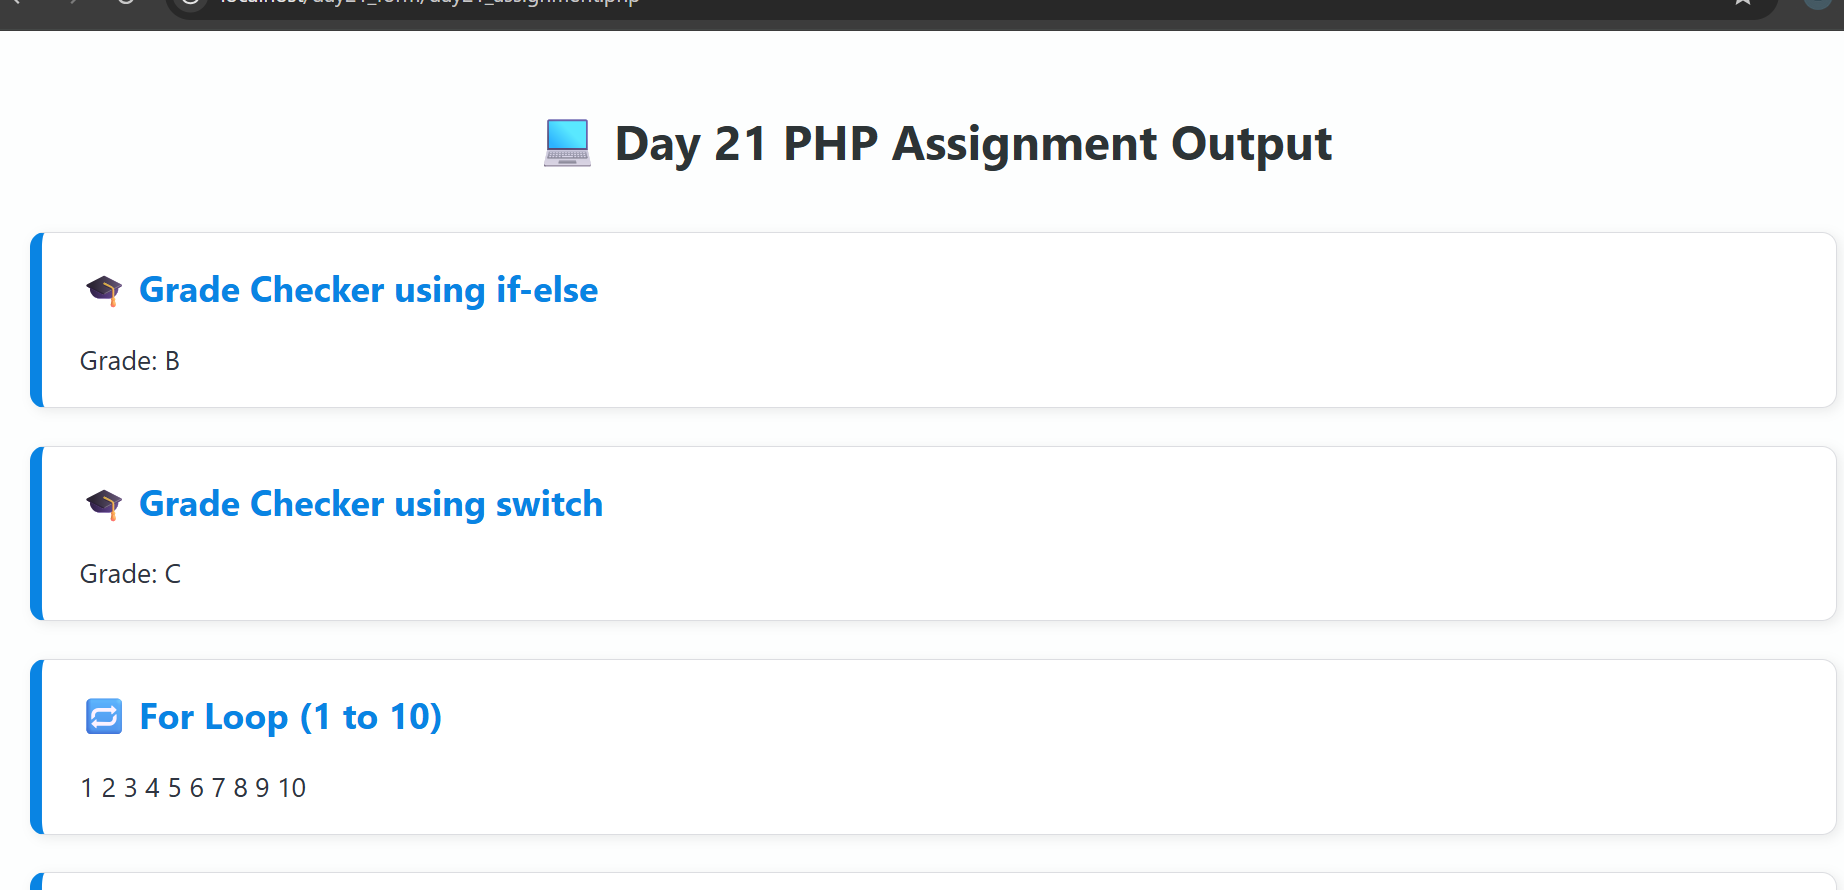 Day 21 PHP Assignment Output
Grade Checker using if-else
Grade: B
Grade Checker using switch
Grade: C
For Loop (1 to 10)
1 2 3 4 5 6 7 8 9 10